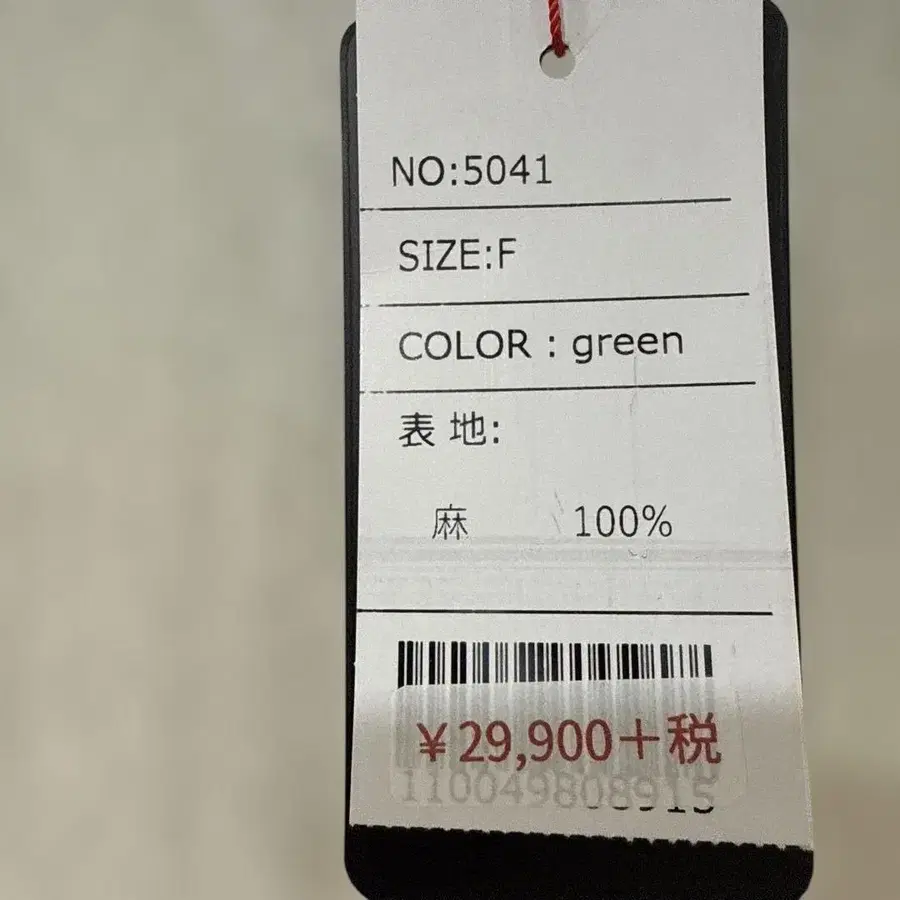 NO:5041
SIZE:F
COLOR : green
表 地:
麻 100%
¥29,900+税
110049808915